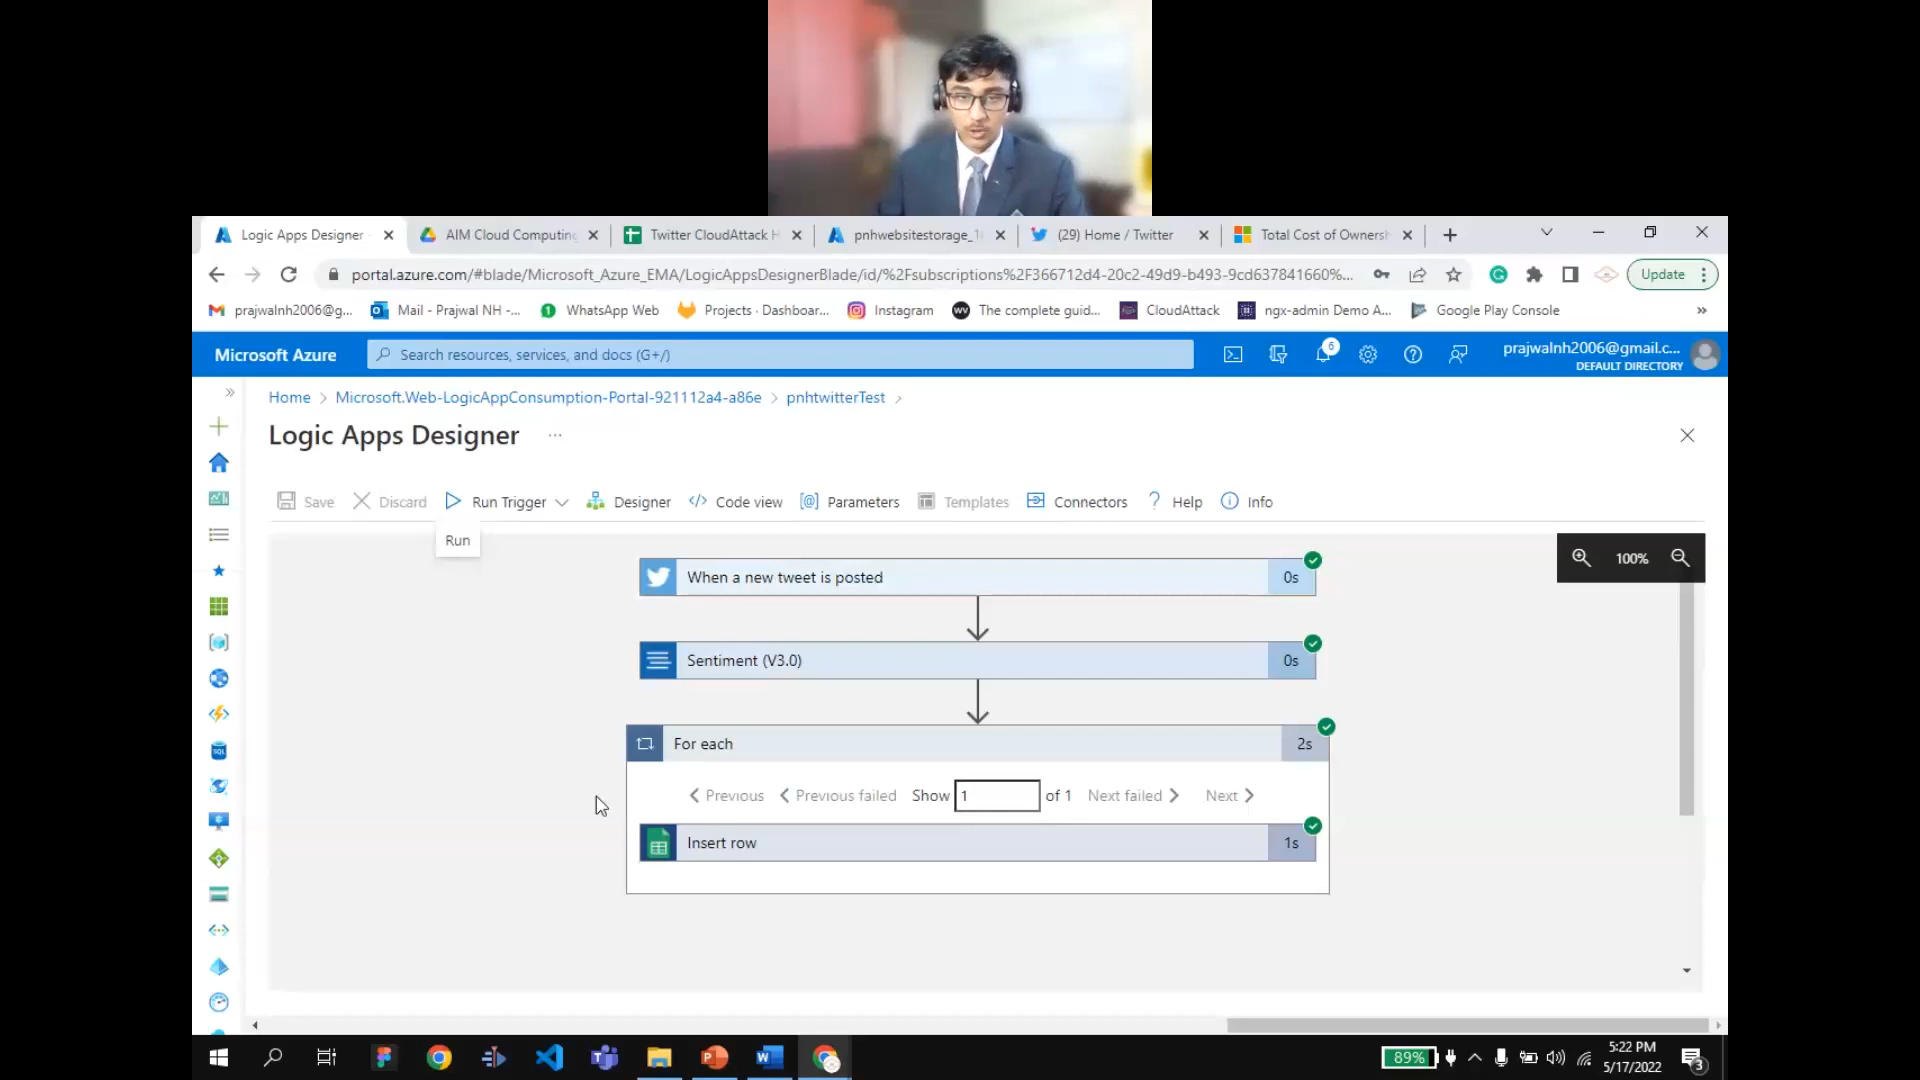 Logic Apps Designer
AIM Cloud Computing
Twitter CloudAttack H
pnhwebsitestorage_1
(29) Home / Twitter
Total Cost of Owners
portal.azure.com/#blade/Microsoft_Azure_EMA/LogicAppsDesignerBlade/id/%2Fsubscriptions%2F366712d4-20c2-49d9-b493-9cd637841660%...
Update
prajwalnh2006@g...
Mail - Prajwal NH -...
WhatsApp Web
Projects · Dashboar...
Instagram
The complete guid...
CloudAttack
ngx-admin Demo A...
Google Play Console
»
Microsoft Azure
Search resources, services, and docs (G+/)
6
prajwalnh2006@gmail.c...
DEFAULT DIRECTORY
Home > Microsoft.Web-LogicAppConsumption-Portal-921112a4-a86e > pnhtwitterTest >
Logic Apps Designer ...
Save
Discard
Run Trigger
Designer
Code view
Parameters
Templates
Connectors
Help
Info
Run
100%
When a new tweet is posted 0s
Sentiment (V3.0) 0s
For each 2s
Previous
Previous failed
Show 1 of 1
Next failed
Next
Insert row 1s
89%
5:22 PM
5/17/2022
3